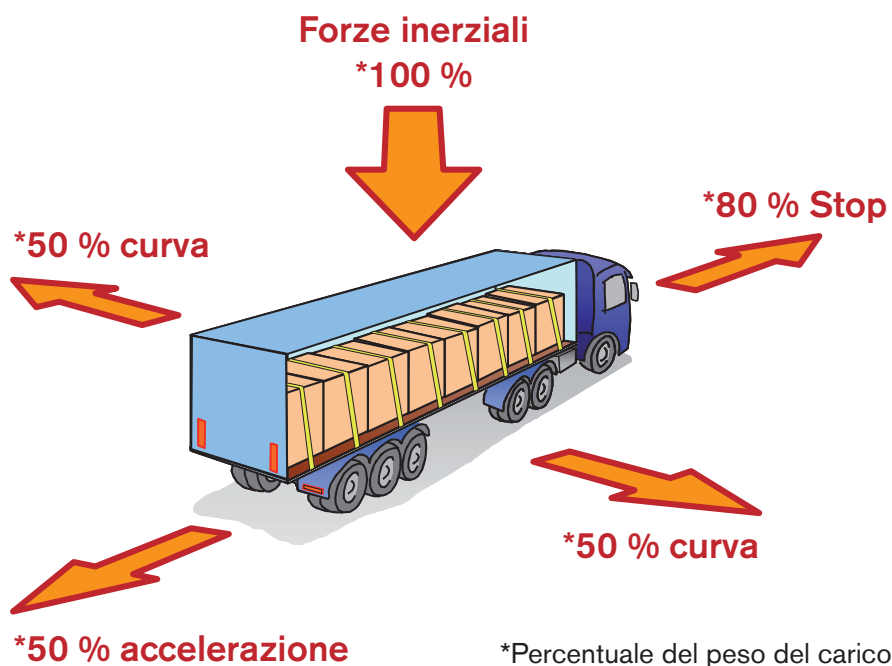 Forze inerziali
*100 %
*80 % Stop
*50 % curva
*50 % curva
*50 % accelerazione
*Percentuale del peso del carico